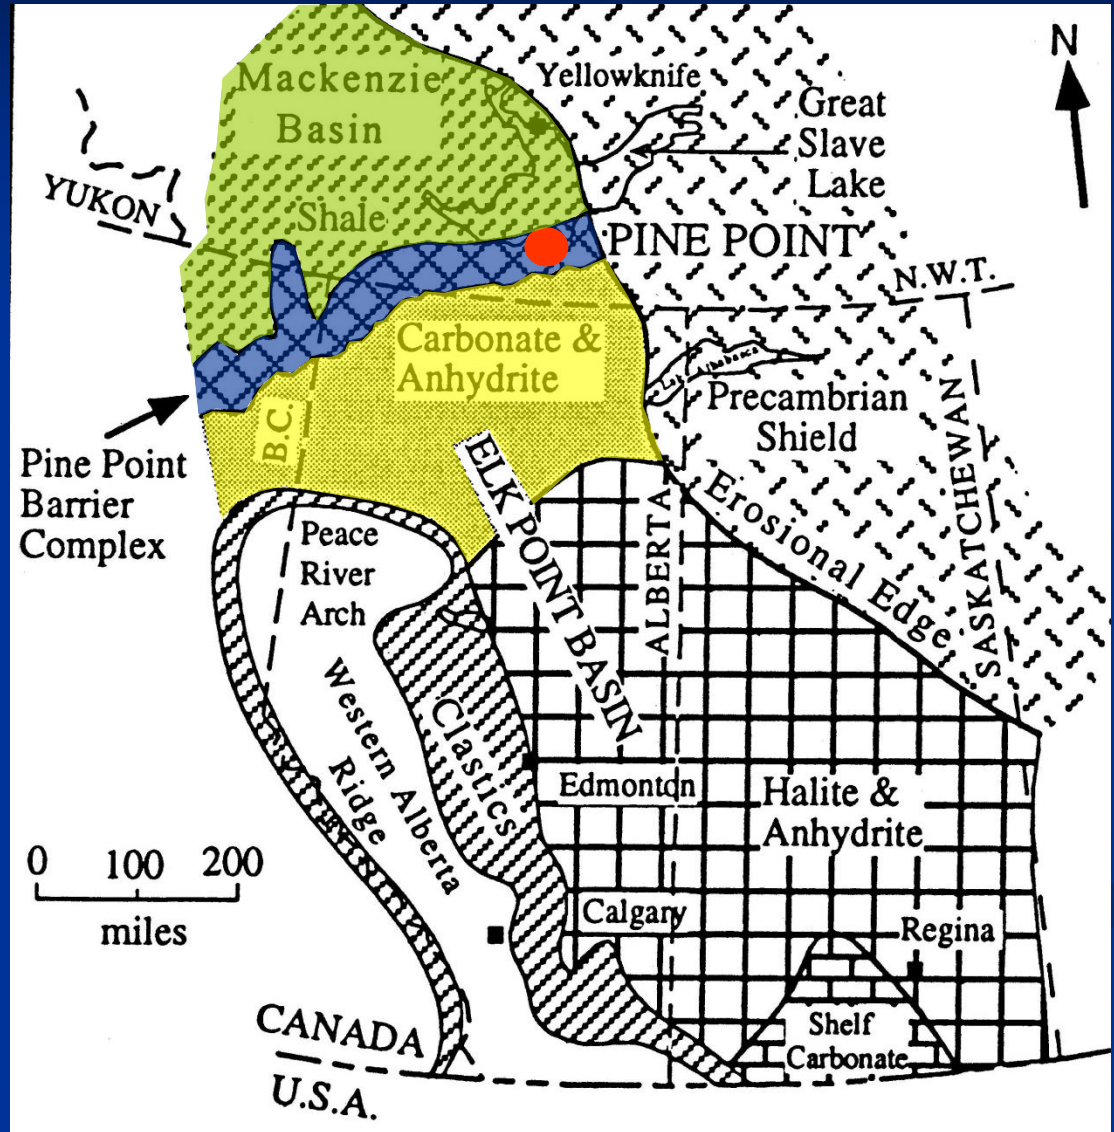 N
Mackenzie
Basin
Yellowknife
Great
Slave
Lake
YUKON
Shale
PINE POINT
N.W.T.
Carbonate &
Anhydrite
Lake Athabasca
Precambrian
Shield
B.C.
Pine Point
Barrier
Complex
ELK POINT BASIN
ALBERTA
Erosional Edge
SASKATCHEWAN
Peace
River
Arch
Western Alberta
Ridge
Clastics
Edmonton
Halite &
Anhydrite
0 100 200
miles
Calgary
Regina
Shelf
Carbonate
CANADA
U.S.A.